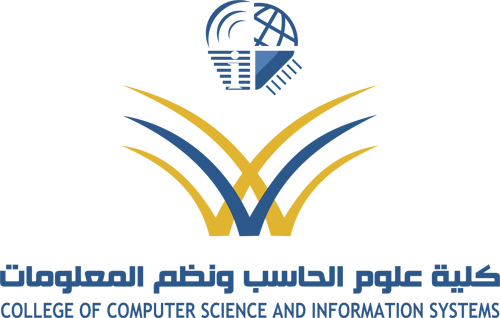 كلية علوم الحاسب ونظم المعلومات
COLLEGE OF COMPUTER SCIENCE AND INFORMATION SYSTEMS